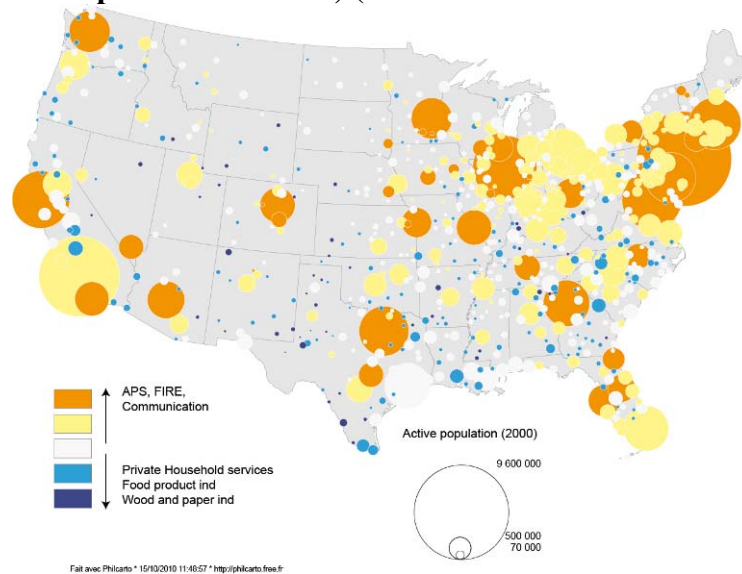 APS, FIRE,
Communication
Private Household services
Food product ind
Wood and paper ind
Active population (2000)
9 600 000
500 000
70 000
Fait avec Philcarto * 15/10/2010 11:48:57 * http://philcarto.free.fr